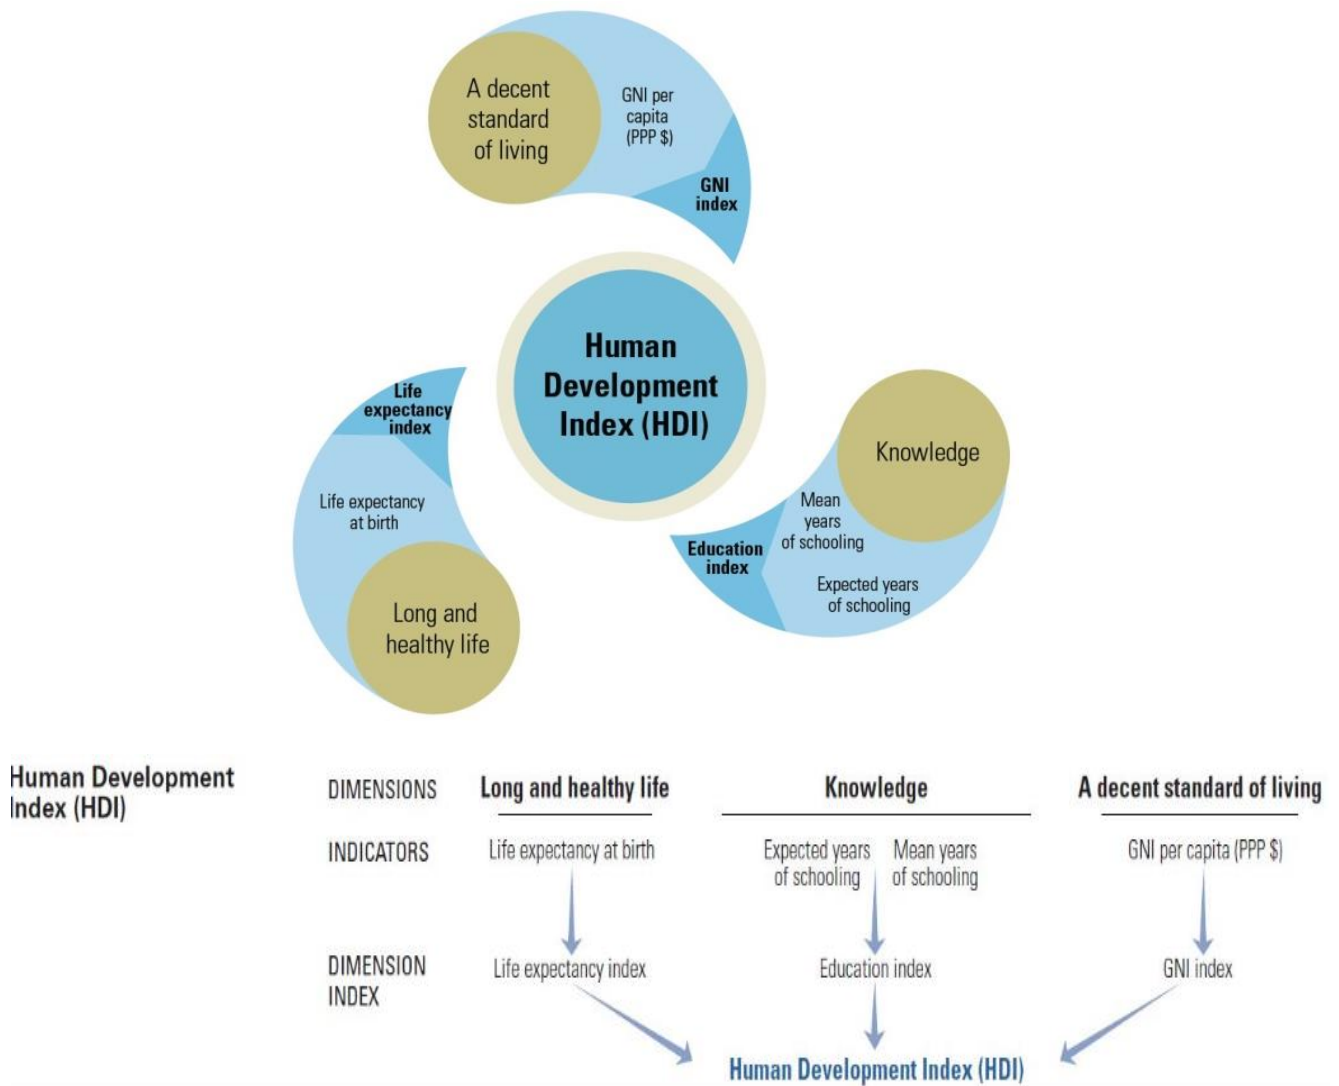 A decent
standard
of living
GNI per
capita
(PPP $)
GNI
index
Human
Development
Index (HDI)
Life
expectancy
index
Life expectancy
at birth
Long and
healthy life
Knowledge
Mean
years
of schooling
Expected years
of schooling
Education
index
Human Development
Index (HDI)
DIMENSIONS
Long and healthy life
Knowledge
A decent standard of living
INDICATORS
Life expectancy at birth
Expected years
of schooling
Mean years
of schooling
GNI per capita (PPP $)
DIMENSION
INDEX
Life expectancy index
Education index
GNI index
Human Development Index (HDI)